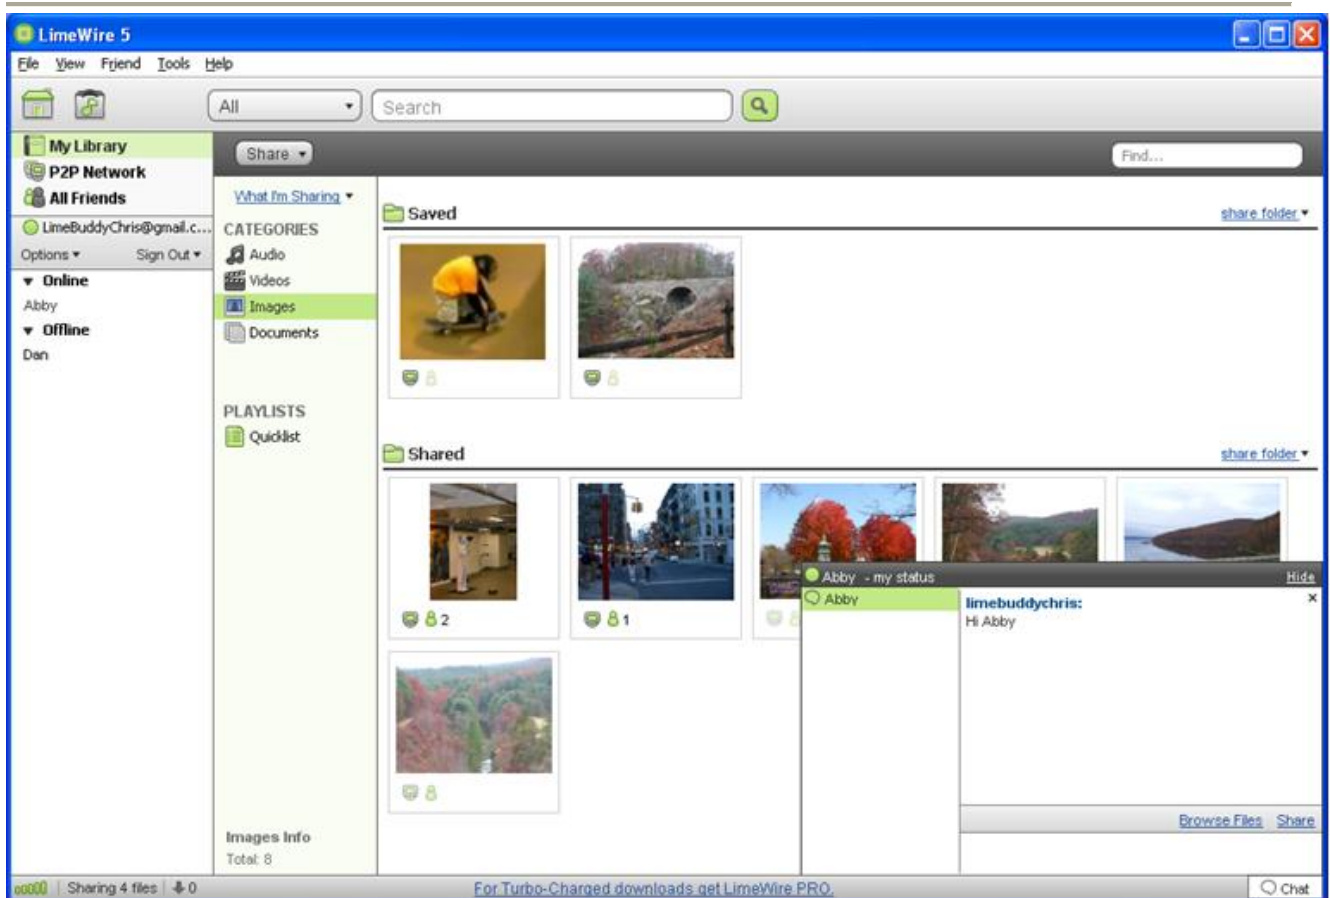 LimeWire 5
File View Friend Tools Help
All
Search
My Library
P2P Network
All Friends
LimeBuddyChris@gmail.c...
Options Sign Out
Online
Abby
Offline
Dan
Share
Find...
What I'm Sharing
CATEGORIES
Audio
Videos
Images
Documents
PLAYLISTS
Quicklist
Images Info
Total: 8
Saved share folder
Shared share folder
2
1
Abby - my status Hide
Abby
limebuddychris:
Hi Abby
Browse Files Share
Sharing 4 files 0
For Turbo-Charged downloads get LimeWire PRO.
Chat